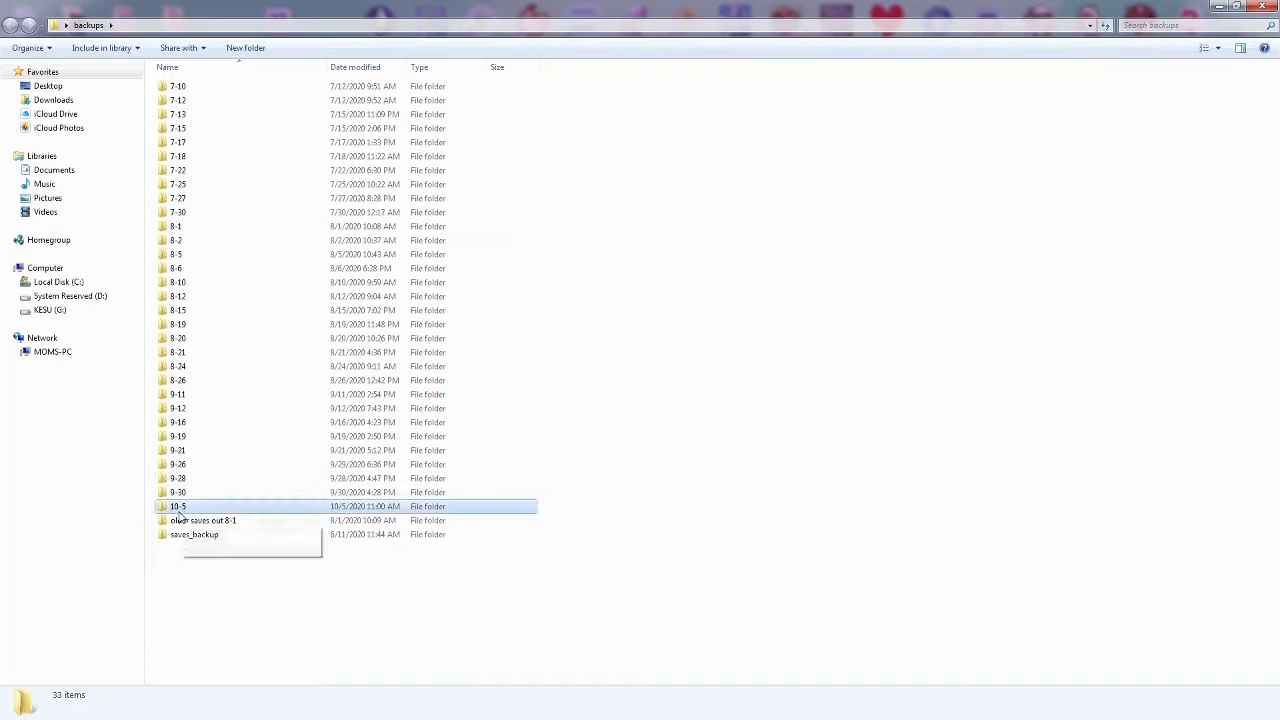 backups
Search backups
Organize Include in library Share with New folder
Name Date modified Type Size
Favorites
Desktop
Downloads
iCloud Drive
iCloud Photos
Libraries
Documents
Music
Pictures
Videos
Homegroup
Computer
Local Disk (C:)
System Reserved (D:)
KESU (G:)
Network
MOMS-PC
7-10 7/12/2020 9:51 AM File folder
7-12 7/12/2020 9:52 AM File folder
7-13 7/15/2020 11:09 PM File folder
7-15 7/15/2020 2:06 PM File folder
7-17 7/17/2020 1:33 PM File folder
7-18 7/18/2020 11:22 AM File folder
7-22 7/22/2020 6:30 PM File folder
7-25 7/25/2020 10:22 AM File folder
7-27 7/27/2020 8:28 PM File folder
7-30 7/30/2020 12:17 AM File folder
8-1 8/1/2020 10:08 AM File folder
8-2 8/2/2020 10:37 AM File folder
8-5 8/5/2020 10:43 AM File folder
8-6 8/6/2020 6:28 PM File folder
8-10 8/10/2020 9:59 AM File folder
8-12 8/12/2020 9:04 AM File folder
8-15 8/15/2020 7:02 PM File folder
8-19 8/19/2020 11:48 PM File folder
8-20 8/20/2020 10:26 PM File folder
8-21 8/21/2020 4:36 PM File folder
8-24 8/24/2020 9:11 AM File folder
8-26 8/26/2020 12:42 PM File folder
9-11 9/11/2020 2:54 PM File folder
9-12 9/12/2020 7:43 PM File folder
9-16 9/16/2020 4:23 PM File folder
9-19 9/19/2020 2:50 PM File folder
9-21 9/21/2020 5:12 PM File folder
9-26 9/29/2020 6:36 PM File folder
9-28 9/28/2020 4:47 PM File folder
9-30 9/30/2020 4:28 PM File folder
10-5 10/5/2020 11:00 AM File folder
saves out 8-1 8/1/2020 10:09 AM File folder
saves_backup 6/11/2020 11:44 AM File folder
33 items